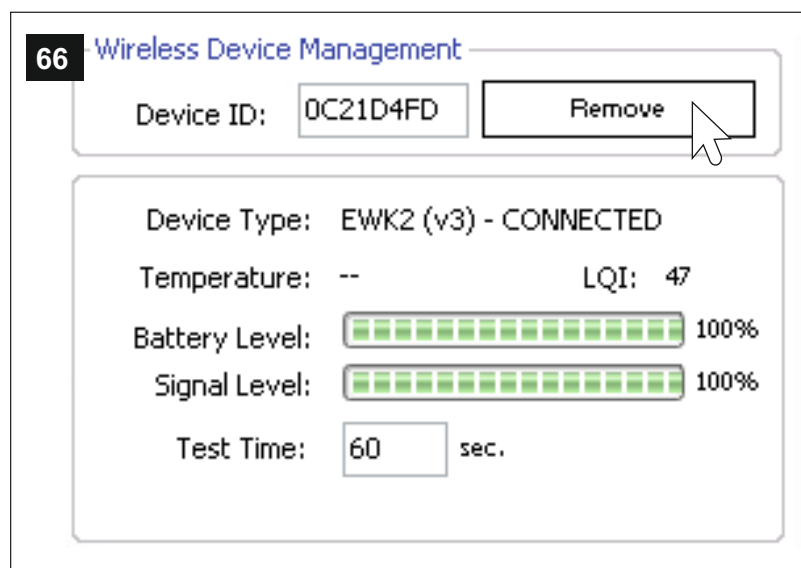 66 Wireless Device Management
Device ID: 0C21D4FD Remove
Device Type: EWK2 (v3) - CONNECTED
Temperature: -- LQI: 47
Battery Level: 100%
Signal Level: 100%
Test Time: 60 sec.